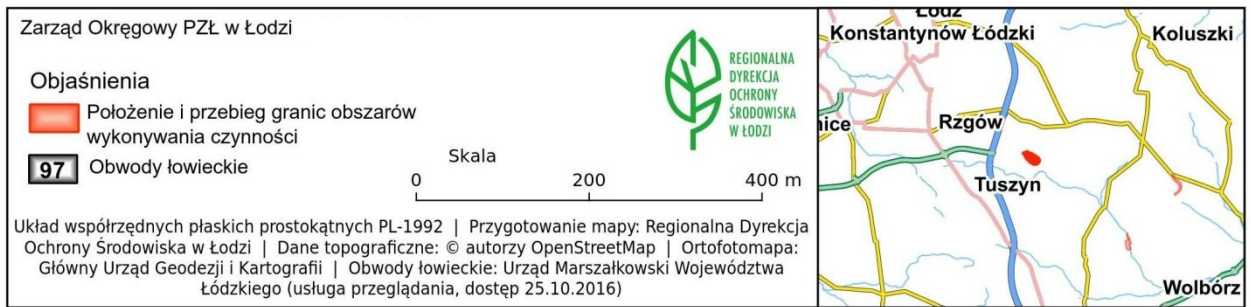 Zarząd Okręgowy PZŁ w Łodzi
Objaśnienia
Położenie i przebieg granic obszarów
wykonywania czynności
97 Obwody łowieckie
REGIONALNA
DYREKCJA
OCHRONY
ŚRODOWISKA
W ŁODZI
Skala
0 200 400 m
Układ współrzędnych płaskich prostokątnych PL-1992 | Przygotowanie mapy: Regionalna Dyrekcja
Ochrony Środowiska w Łodzi | Dane topograficzne: © autorzy OpenStreetMap | Ortofotomapa:
Główny Urząd Geodezji i Kartografii | Obwody łowieckie: Urząd Marszałkowski Województwa
Łódzkiego (usługa przeglądania, dostęp 25.10.2016)
Łódź
Konstantynów Łódzki
Koluszki
nice
Rzgów
Tuszyn
Wolbórz